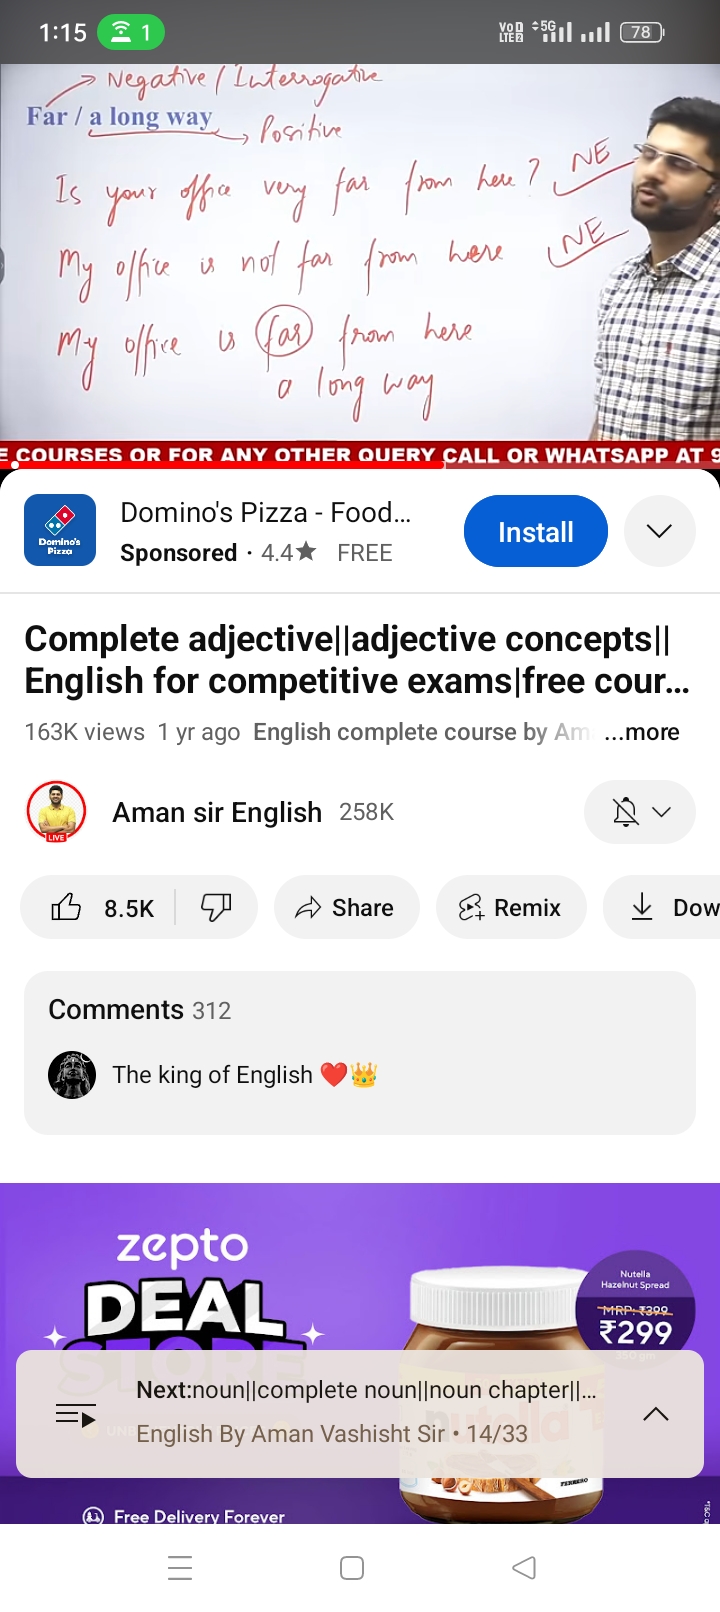 1:15 1 VoD LTE2 5G 78
Negative / Interrogative
Far / a long way
Positive
Is your office very far from here? NE
My office is not far from here NE
My office is far from here
a long way
E COURSES OR FOR ANY OTHER QUERY CALL OR WHATSAPP AT 9
Domino's Pizza
Domino's Pizza - Food...
Sponsored · 4.4★ FREE
Install
Complete adjective||adjective concepts||
English for competitive exams|free cour...
163K views 1 yr ago English complete course by Am ...more
LIVE
Aman sir English 258K
8.5K Share Remix Dow
Comments 312
The king of English ❤️👑
zepto
DEAL
STORE
Nutella
Hazelnut Spread
MRP: ₹399
₹299
Next:noun||complete noun||noun chapter||...
English By Aman Vashisht Sir • 14/33
nutella
FERRERO
Free Delivery Forever